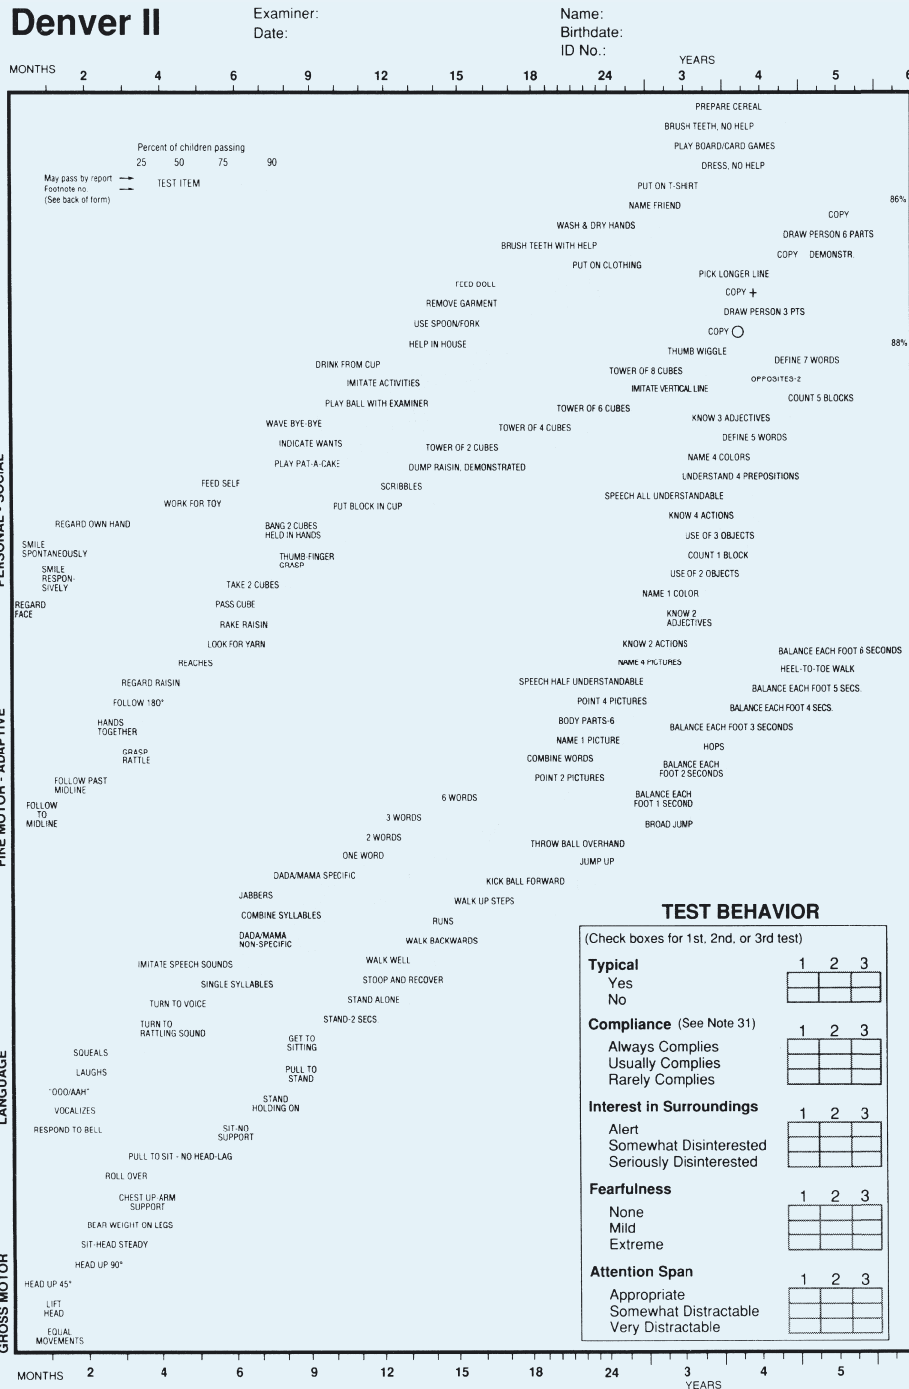 Denver II
Examiner:
Date:
Name:
Birthdate:
ID No.:
MONTHS
YEARS
2 4 6 9 12 15 18 24 3 4 5 6
PREPARE CEREAL
BRUSH TEETH, NO HELP
Percent of children passing
25 50 75 90
May pass by report
Footnote no.
(See back of form)
TEST ITEM
PLAY BOARD/CARD GAMES
DRESS, NO HELP
PUT ON T-SHIRT
86%
NAME FRIEND
COPY
WASH & DRY HANDS
DRAW PERSON 6 PARTS
BRUSH TEETH WITH HELP
COPY DEMONSTR.
PUT ON CLOTHING
PICK LONGER LINE
FEED DOLL
COPY +
REMOVE GARMENT
DRAW PERSON 3 PTS
USE SPOON/FORK
COPY
HELP IN HOUSE
88%
THUMB WIGGLE
DRINK FROM CUP
DEFINE 7 WORDS
TOWER OF 8 CUBES
IMITATE ACTIVITIES
OPPOSITES-2
IMITATE VERTICAL LINE
PLAY BALL WITH EXAMINER
COUNT 5 BLOCKS
TOWER OF 6 CUBES
WAVE BYE-BYE
KNOW 3 ADJECTIVES
TOWER OF 4 CUBES
INDICATE WANTS
DEFINE 5 WORDS
TOWER OF 2 CUBES
PLAY PAT-A-CAKE
NAME 4 COLORS
DUMP RAISIN, DEMONSTRATED
FEED SELF
UNDERSTAND 4 PREPOSITIONS
SCRIBBLES
WORK FOR TOY
SPEECH ALL UNDERSTANDABLE
PUT BLOCK IN CUP
REGARD OWN HAND
KNOW 4 ACTIONS
BANG 2 CUBES
HELD IN HANDS
USE OF 3 OBJECTS
SMILE
SPONTANEOUSLY
THUMB-FINGER
GRASP
COUNT 1 BLOCK
SMILE
RESPON-
SIVELY
USE OF 2 OBJECTS
TAKE 2 CUBES
NAME 1 COLOR
REGARD
FACE
PASS CUBE
KNOW 2
ADJECTIVES
RAKE RAISIN
LOOK FOR YARN
KNOW 2 ACTIONS
BALANCE EACH FOOT 6 SECONDS
REACHES
NAME 4 PICTURES
HEEL-TO-TOE WALK
REGARD RAISIN
SPEECH HALF UNDERSTANDABLE
BALANCE EACH FOOT 5 SECS.
FOLLOW 180°
POINT 4 PICTURES
BALANCE EACH FOOT 4 SECS.
HANDS
TOGETHER
BODY PARTS-6
BALANCE EACH FOOT 3 SECONDS
NAME 1 PICTURE
HOPS
GRASP
RATTLE
COMBINE WORDS
BALANCE EACH
FOOT 2 SECONDS
FOLLOW PAST
MIDLINE
POINT 2 PICTURES
6 WORDS
BALANCE EACH
FOOT 1 SECOND
FOLLOW
TO
MIDLINE
3 WORDS
BROAD JUMP
2 WORDS
THROW BALL OVERHAND
ONE WORD
JUMP UP
DADA/MAMA SPECIFIC
KICK BALL FORWARD
JABBERS
WALK UP STEPS
COMBINE SYLLABLES
RUNS
DADA/MAMA
NON-SPECIFIC
WALK BACKWARDS
IMITATE SPEECH SOUNDS
WALK WELL
SINGLE SYLLABLES
STOOP AND RECOVER
TURN TO VOICE
STAND ALONE
TURN TO
RATTLING SOUND
STAND-2 SECS
GET TO
SITTING
SQUEALS
LAUGHS
PULL TO
STAND
"OOO/AAH"
STAND
HOLDING ON
VOCALIZES
RESPOND TO BELL
SIT-NO
SUPPORT
PULL TO SIT - NO HEAD-LAG
ROLL OVER
CHEST UP-ARM
SUPPORT
BEAR WEIGHT ON LEGS
SIT-HEAD STEADY
HEAD UP 90°
HEAD UP 45°
LIFT
HEAD
EQUAL
MOVEMENTS
PERSONAL - SOCIAL
FINE MOTOR - ADAPTIVE
LANGUAGE
GROSS MOTOR
TEST BEHAVIOR
(Check boxes for 1st, 2nd, or 3rd test)
Typical 1 2 3
Yes
No
Compliance (See Note 31) 1 2 3
Always Complies
Usually Complies
Rarely Complies
Interest in Surroundings 1 2 3
Alert
Somewhat Disinterested
Seriously Disinterested
Fearfulness 1 2 3
None
Mild
Extreme
Attention Span 1 2 3
Appropriate
Somewhat Distractable
Very Distractable
MONTHS 2 4 6 9 12 15 18 24 3 4 5
YEARS